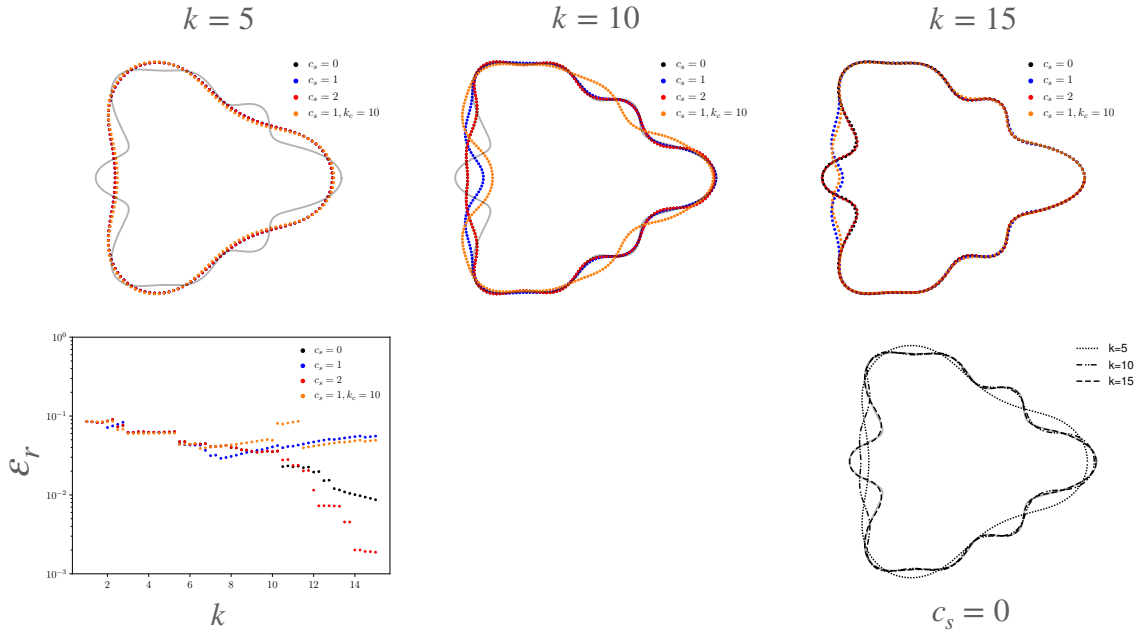 k = 5
k = 10
k = 15
c_s = 0
c_s = 1
c_s = 2
c_s = 1, k_c = 10
c_s = 0
c_s = 1
c_s = 2
c_s = 1, k_c = 10
c_s = 0
c_s = 1
c_s = 2
c_s = 1, k_c = 10
10^0
10^{-1}
10^{-2}
10^{-3}
ε_r
c_s = 0
c_s = 1
c_s = 2
c_s = 1, k_c = 10
2 4 6 8 10 12 14
k
k=5
k=10
k=15
c_s = 0